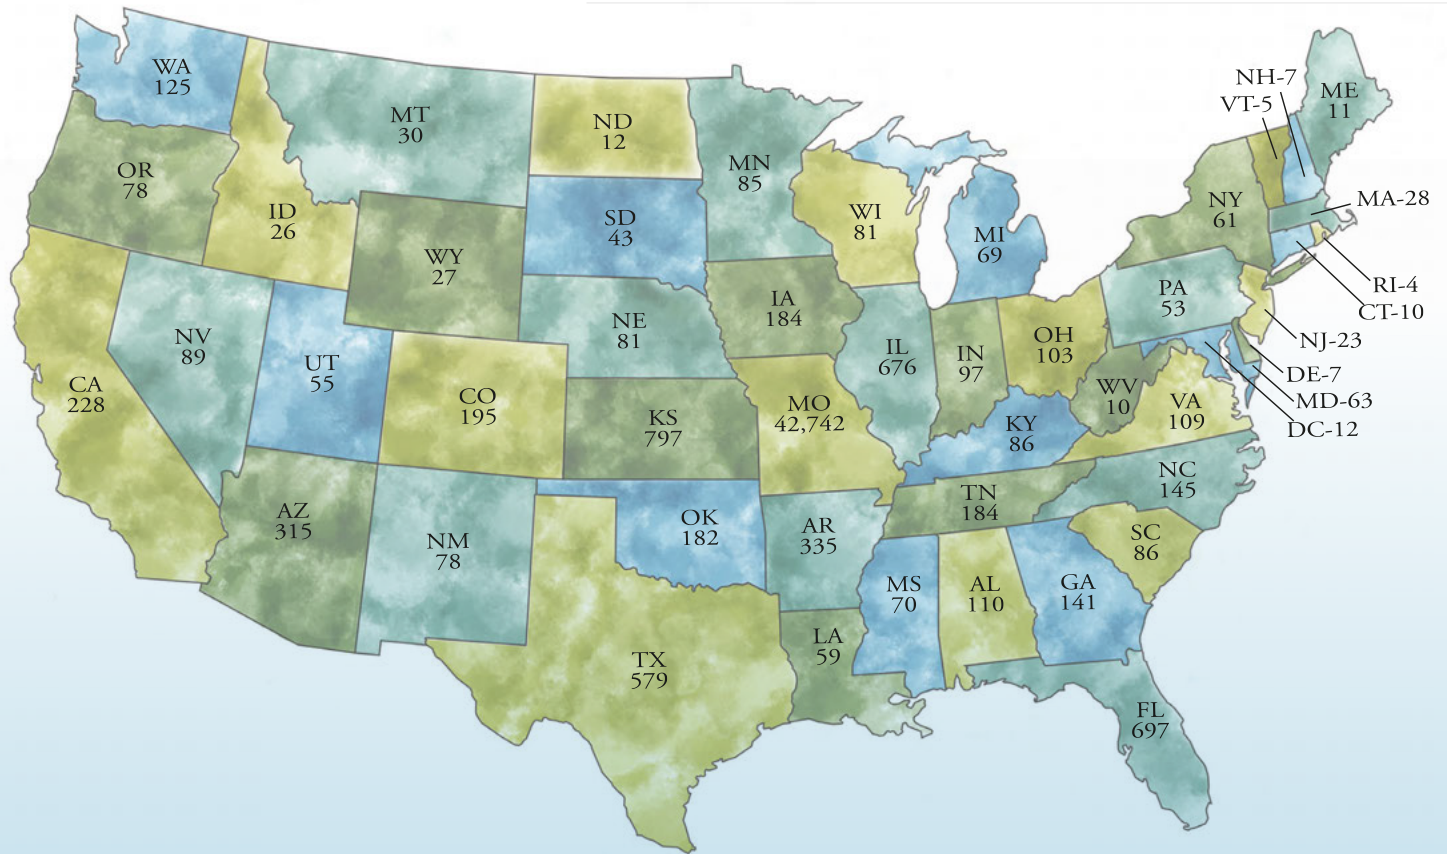 WA
125
MT
30
ND
12
MN
85
NH-7
VT-5
ME
11
OR
78
ID
26
WY
27
SD
43
WI
81
MI
69
NY
61
MA-28
RI-4
CT-10
NJ-23
DE-7
MD-63
DC-12
CA
228
NV
89
UT
55
CO
195
NE
81
IA
184
IL
676
IN
97
OH
103
PA
53
WV
10
VA
109
KS
797
MO
42,742
KY
86
AZ
315
NM
78
OK
182
AR
335
TN
184
NC
145
SC
86
TX
579
LA
59
MS
70
AL
110
GA
141
FL
697